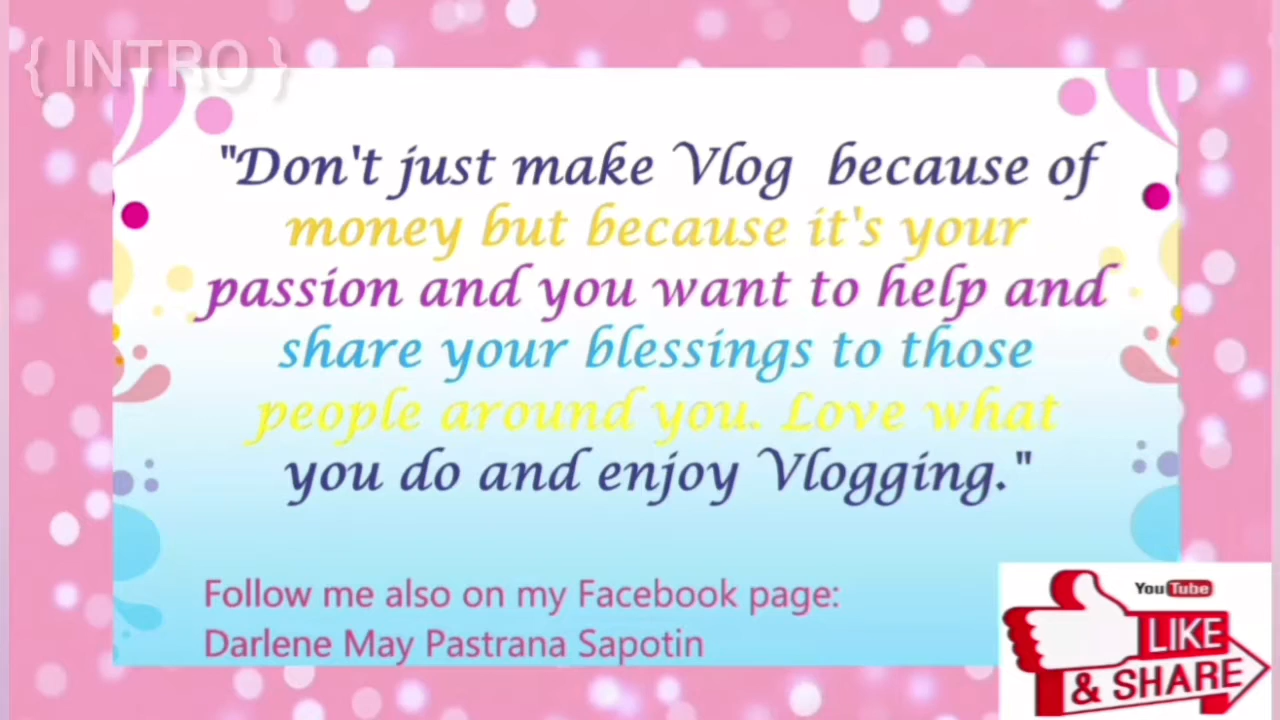 { INTRO }
"Don't just make Vlog because of
money but because it's your
passion and you want to help and
share your blessings to those
people around you. Love what
you do and enjoy Vlogging."
Follow me also on my Facebook page:
Darlene May Pastrana Sapotin
YouTube
LIKE
& SHARE